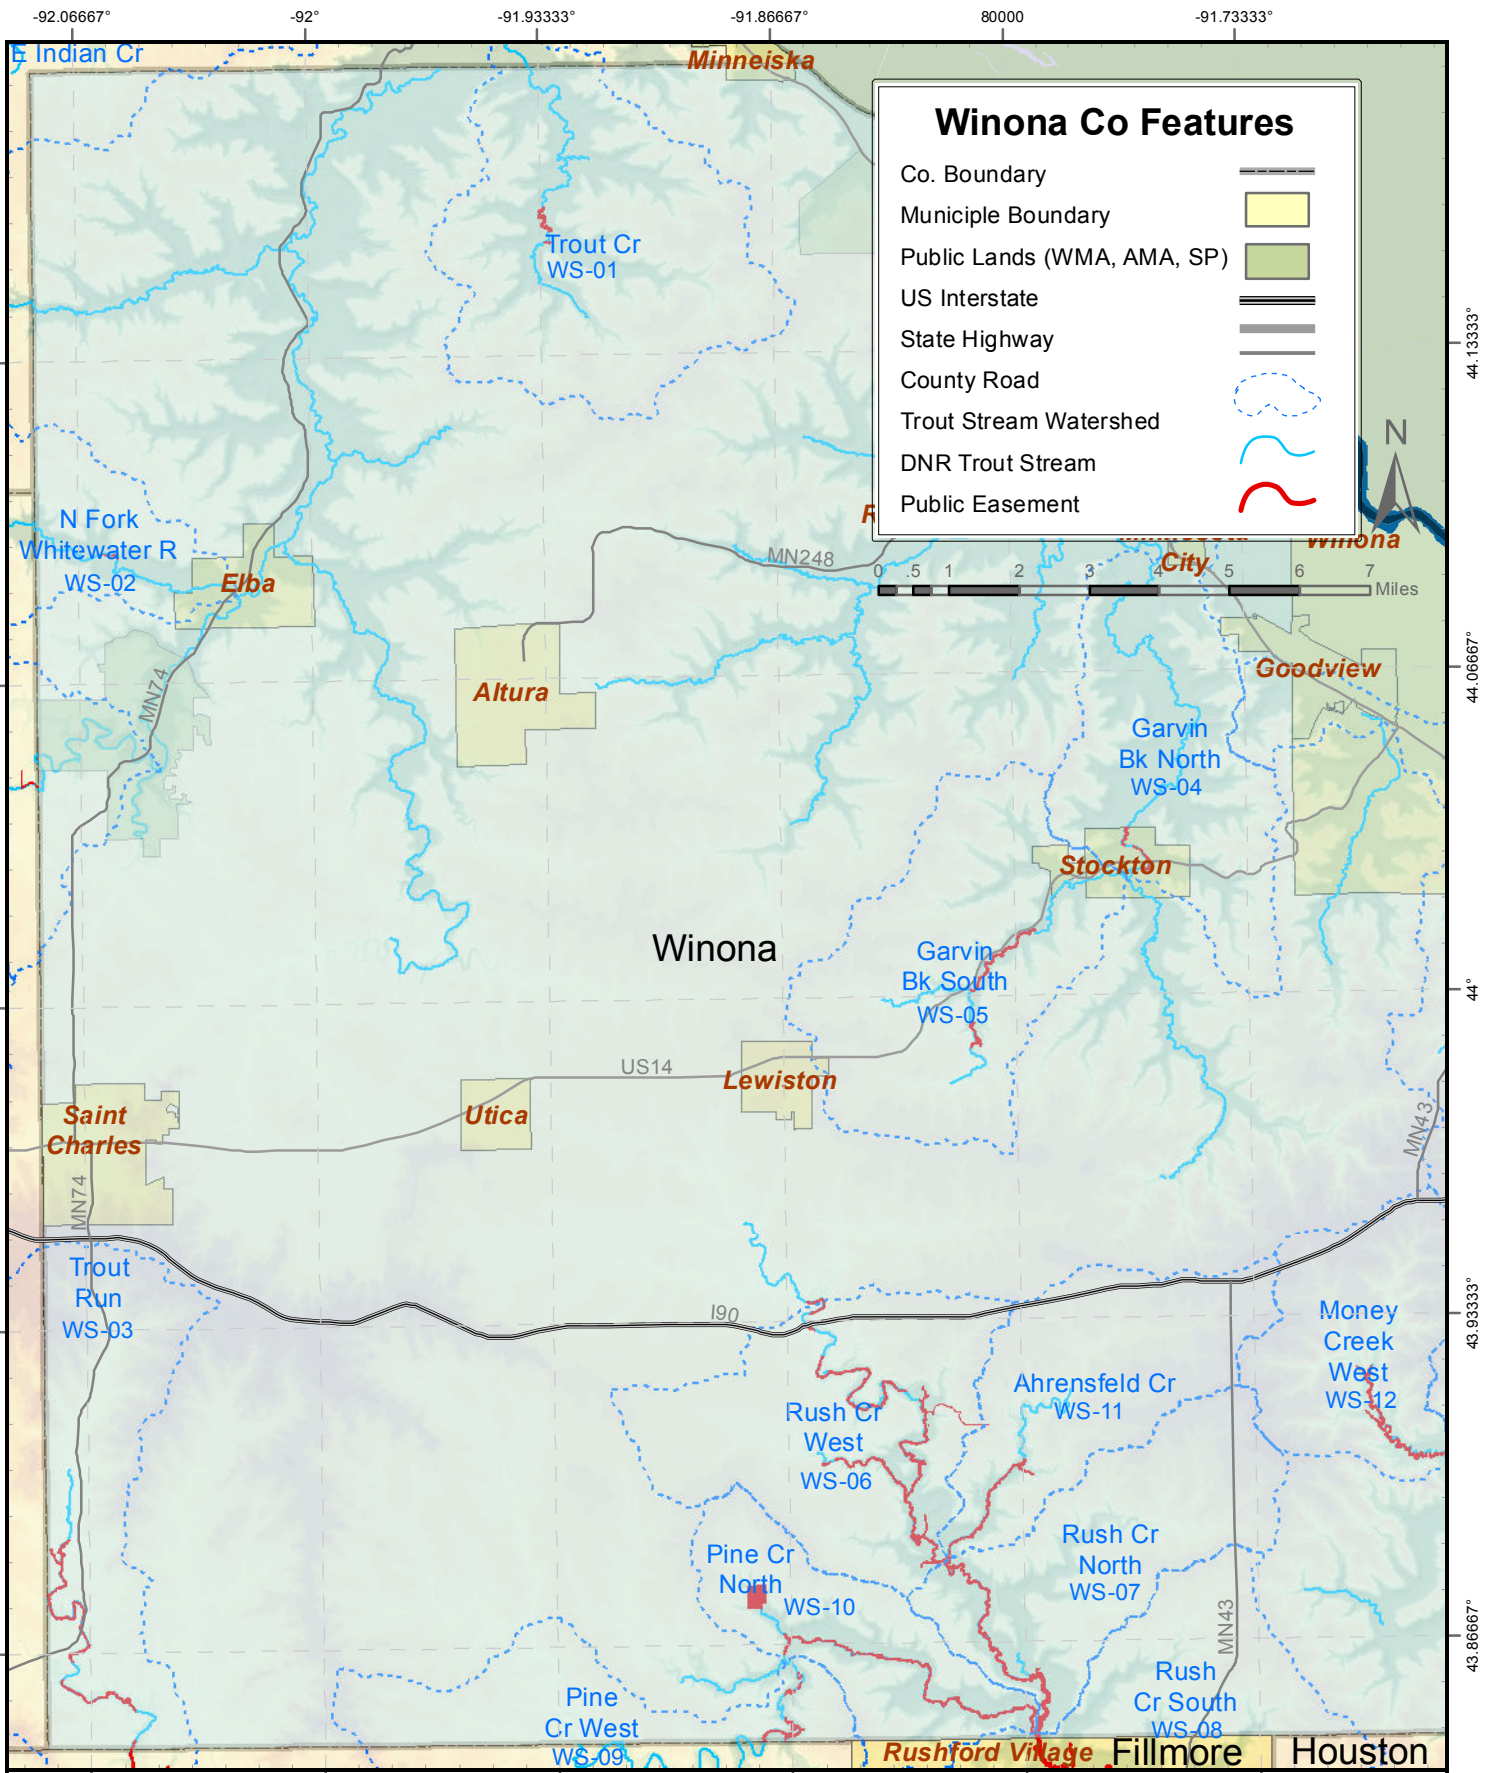 -92.06667°
-92°
-91.93333°
-91.86667°
80000
-91.73333°
E Indian Cr
Minneiska
Winona Co Features
Co. Boundary
Municiple Boundary
Public Lands (WMA, AMA, SP)
US Interstate
State Highway
County Road
Trout Stream Watershed
DNR Trout Stream
Public Easement
Trout Cr
WS-01
44.13333°
N
N Fork
Whitewater R
WS-02
Elba
R
MN248
Minnesota
City
Winona
0 .5 1 2 3 4 5 6 7
Miles
Altura
MN74
Goodview
44.06667°
Garvin
Bk North
WS-04
Stockton
Winona
Garvin
Bk South
WS-05
44°
US14
Lewiston
Utica
Saint
Charles
MN43
MN74
Trout
Run
WS-03
I90
Money
Creek
West
WS-12
43.93333°
Ahrensfeld Cr
WS-11
Rush Cr
West
WS-06
Rush Cr
North
WS-07
Pine Cr
North
WS-10
MN43
43.86667°
Rush
Cr South
WS-08
Pine
Cr West
WS-09
Rushford Village
Fillmore
Houston